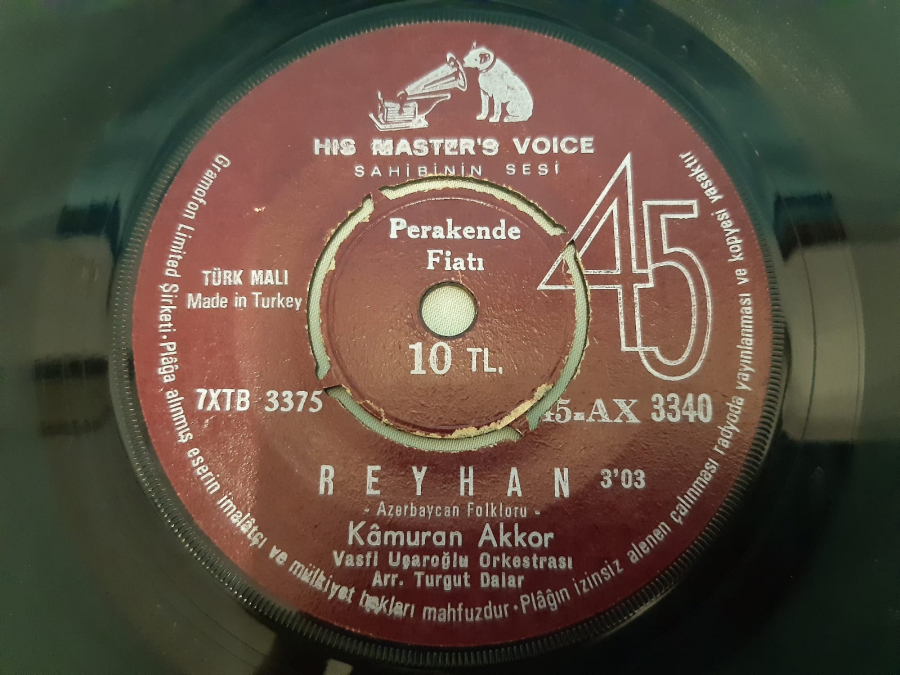 HIS MASTER'S VOICE
SAHİBİNİN SESİ
45
Perakende
Fiatı
10 TL.
TÜRK MALI
Made in Turkey
7XTB 3375
45-AX 3340
REYHAN 3'03
- Azerbaycan Folkloru -
Kâmuran Akkor
Vasfi Uçaroğlu Orkestrası
Arr. Turgut Dalar
Gramofon Limited Şirketi·Plâğa alınmış eserin imalâtçı ve mülkiyet hakları mahfuzdur·Plâğın izinsiz alenen çalınması radyoda yayınlanması ve kopyesi yasaktır